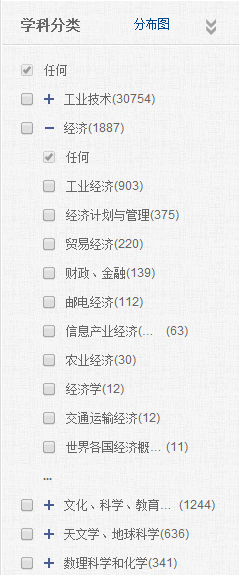 学科分类 分布图
任何
工业技术(30754)
经济(1887)
任何
工业经济(903)
经济计划与管理(375)
贸易经济(220)
财政、金融(139)
邮电经济(112)
信息产业经济(... (63)
农业经济(30)
经济学(12)
交通运输经济(12)
世界各国经济概... (11)
...
文化、科学、教育... (1244)
天文学、地球科学(636)
数理科学和化学(341)